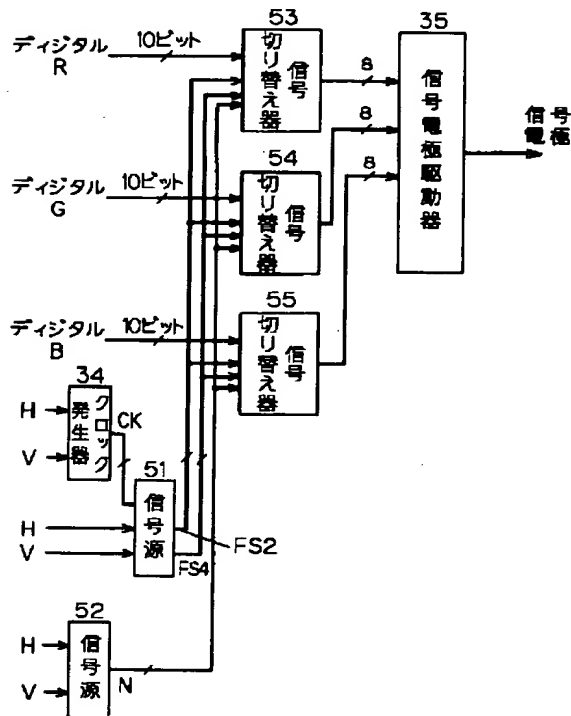 53
35
ディジタル
R
10ビット
信号
切り替え器
8
信号電極駆動器
信号
電極
8
8
54
ディジタル
G
10ビット
信号
切り替え器
55
ディジタル
B
10ビット
信号
切り替え器
34
H
V
クロック
発生器
CK
51
H
V
信号源
FS2
FS4
52
H
V
信号源
N